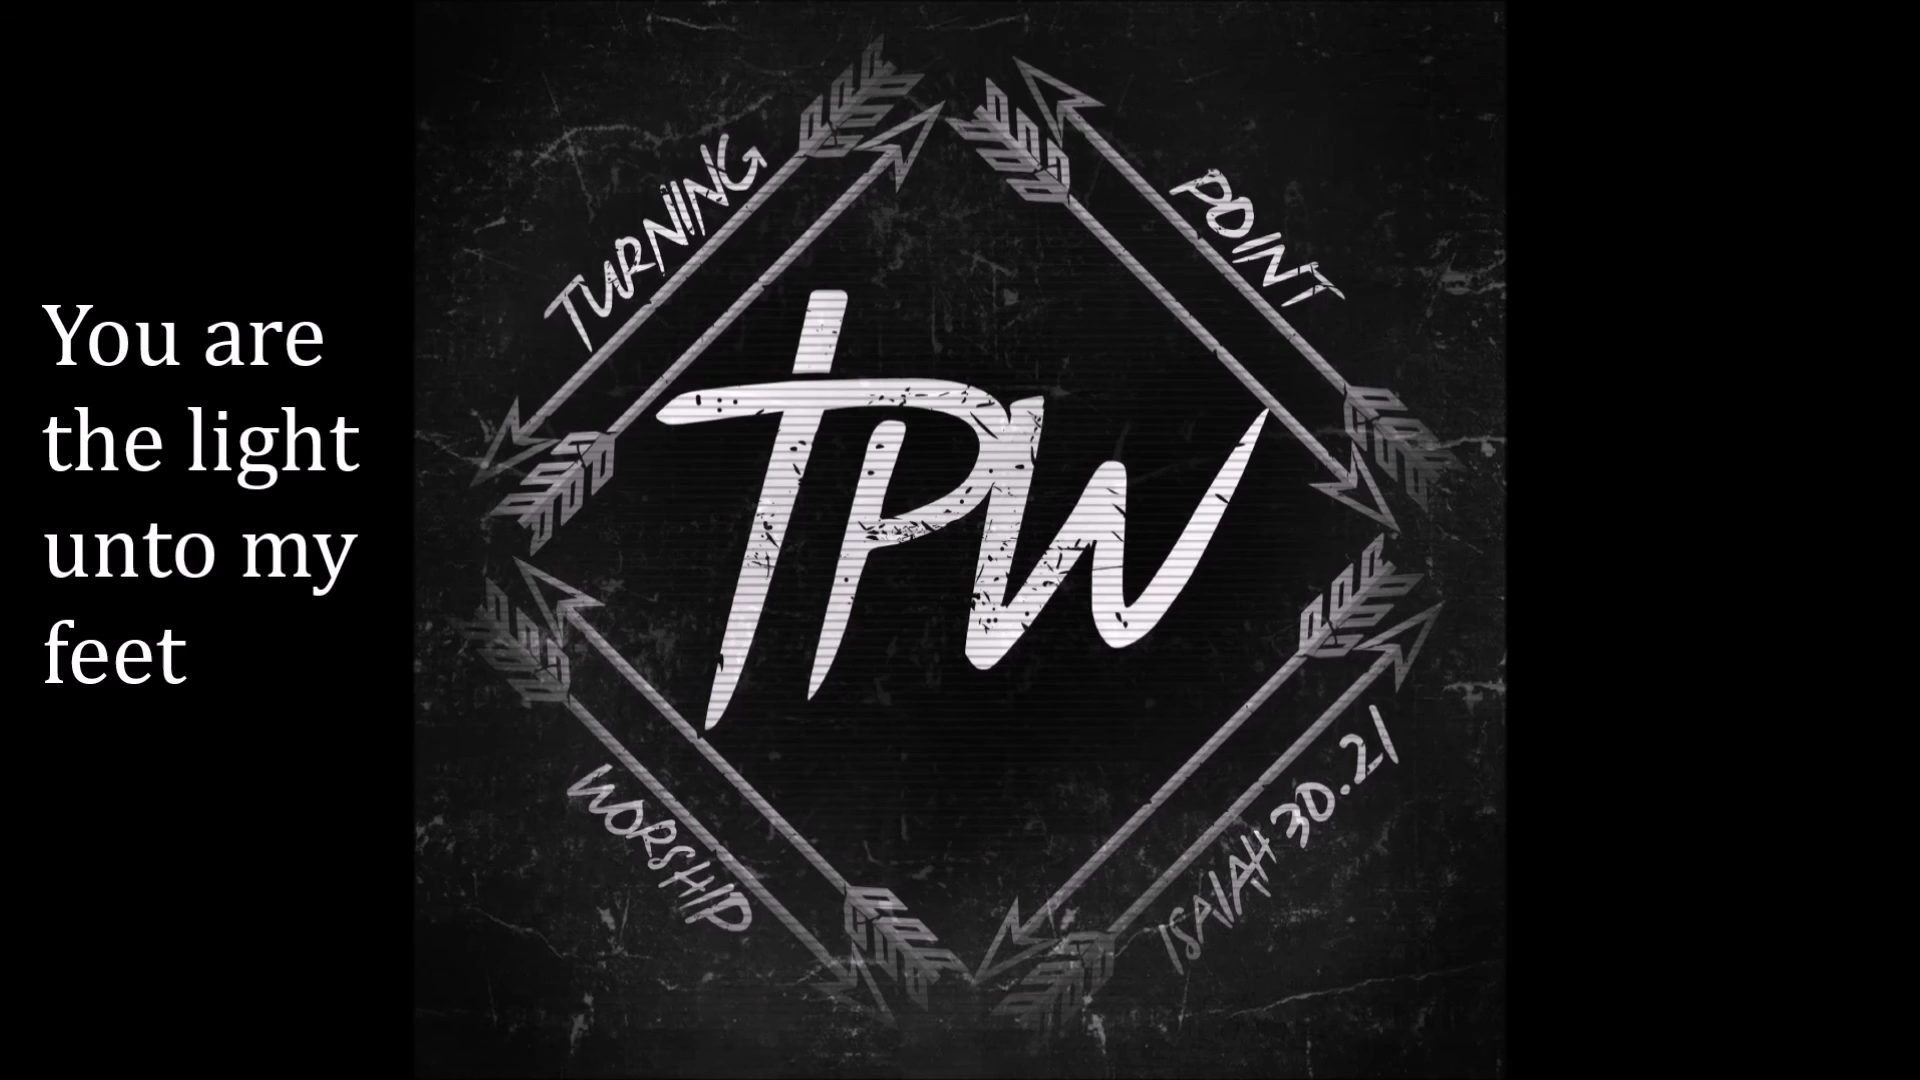 You are
the light
unto my
feet
TURNING
POINT
TPW
WORSHIP
ISAIAH 30.21